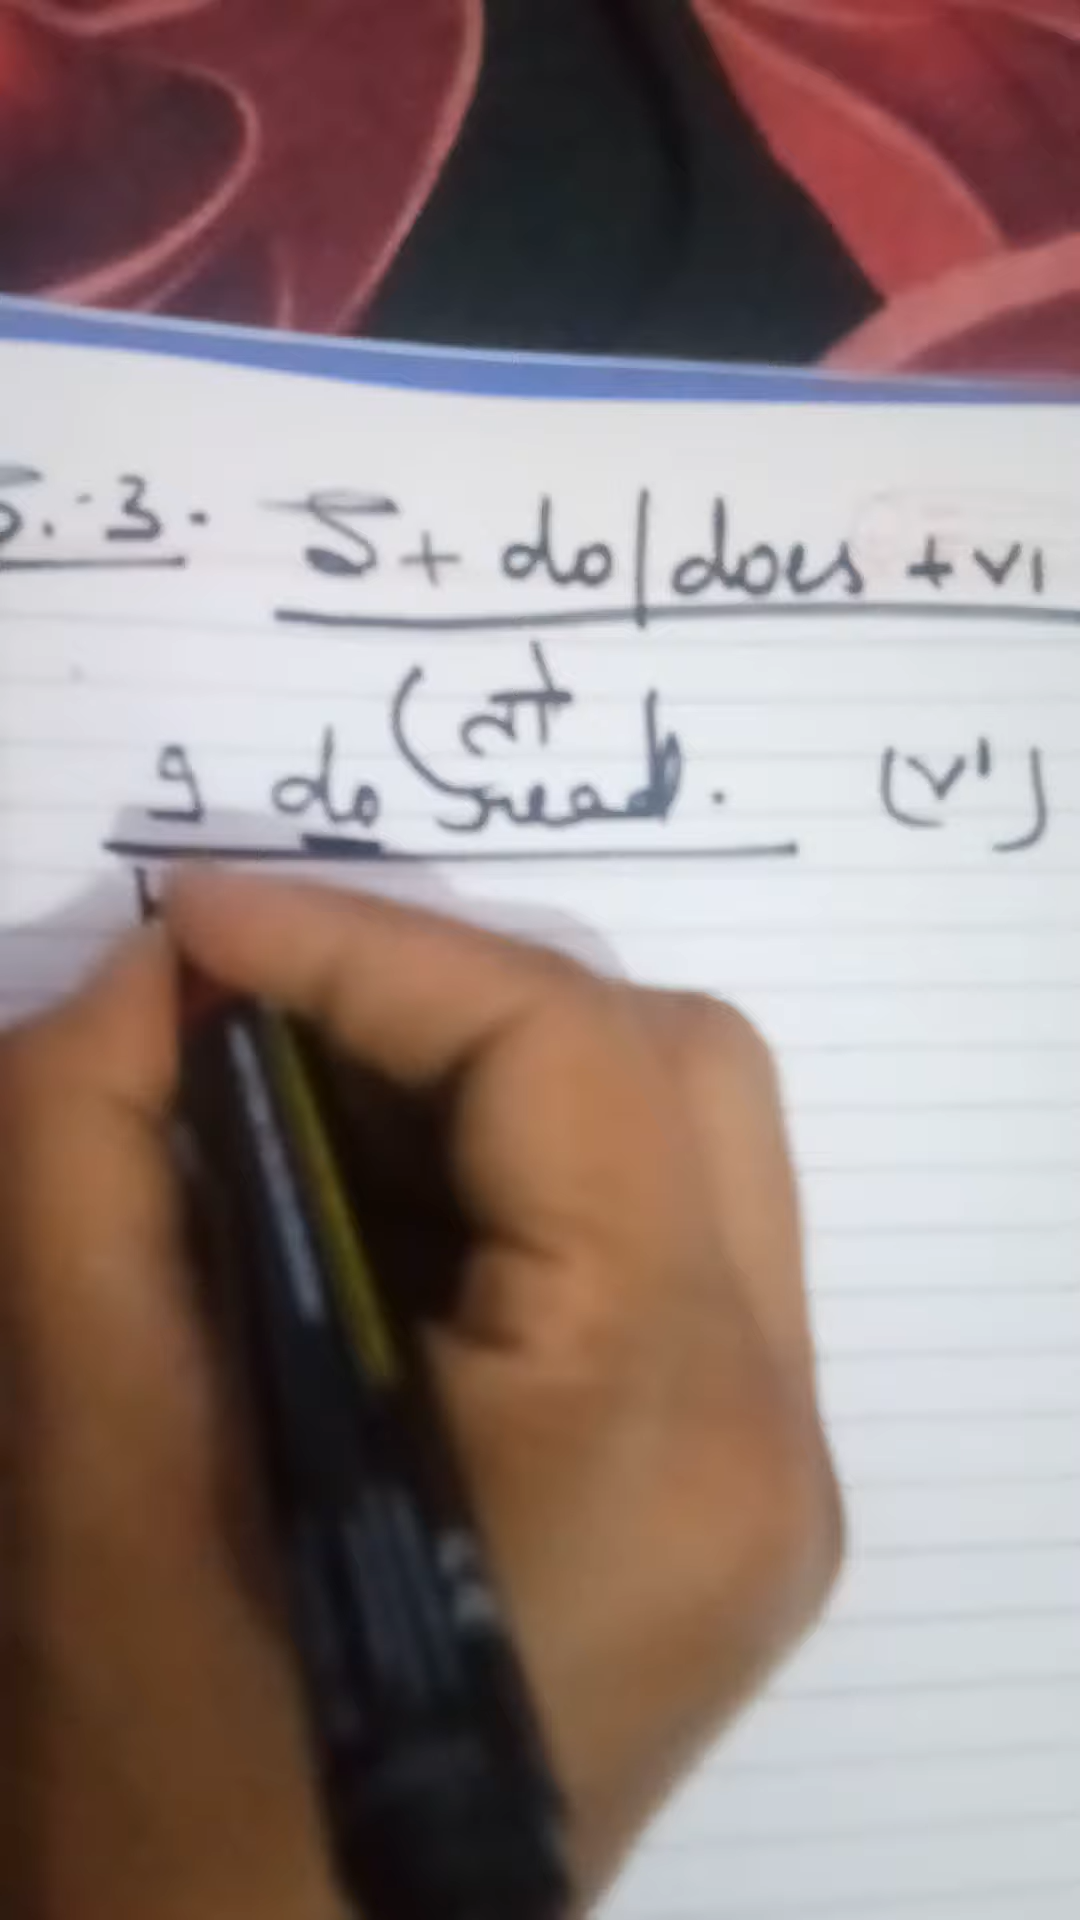 S.-3. S + do/does + v1
(तो
I do read. (v¹)